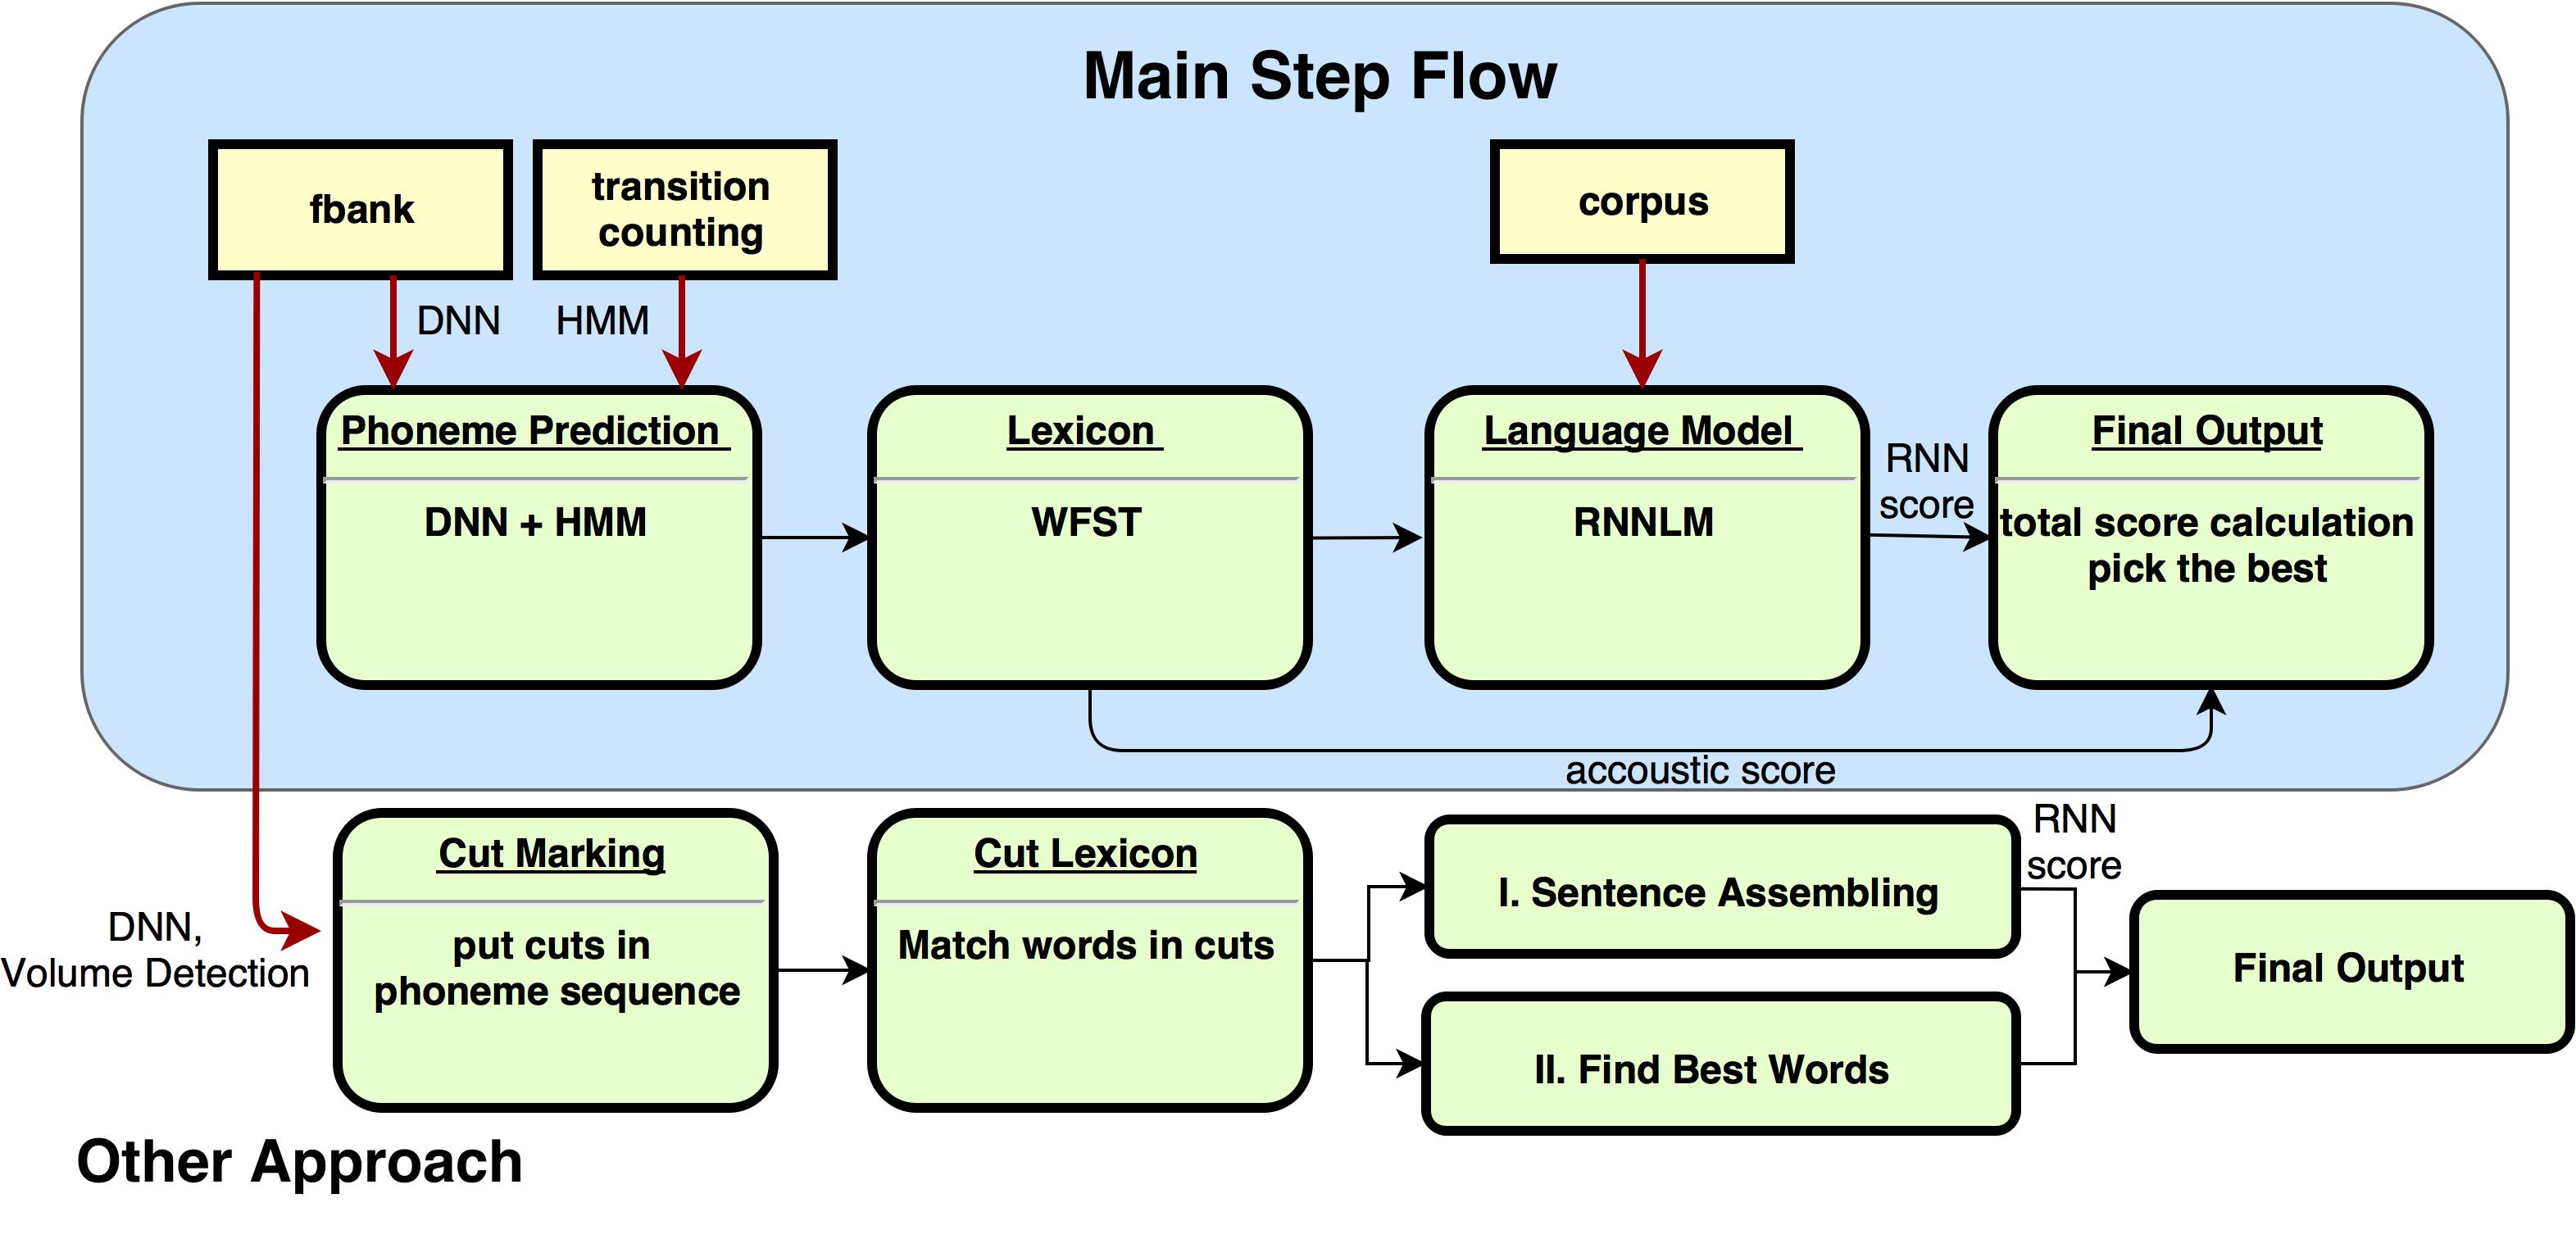 Main Step Flow
fbank
transition
counting
corpus
DNN
HMM
Phoneme Prediction
DNN + HMM
Lexicon
WFST
Language Model
RNNLM
RNN
score
Final Output
total score calculation
pick the best
accoustic score
DNN,
Volume Detection
Cut Marking
put cuts in
phoneme sequence
Cut Lexicon
Match words in cuts
I. Sentence Assembling
II. Find Best Words
RNN
score
Final Output
Other Approach